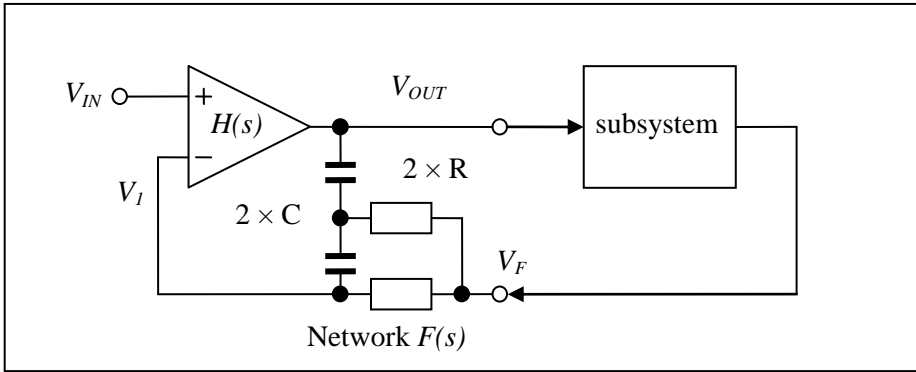 V_IN
+
H(s)
−
V_1
V_OUT
subsystem
2 × R
2 × C
V_F
Network F(s)